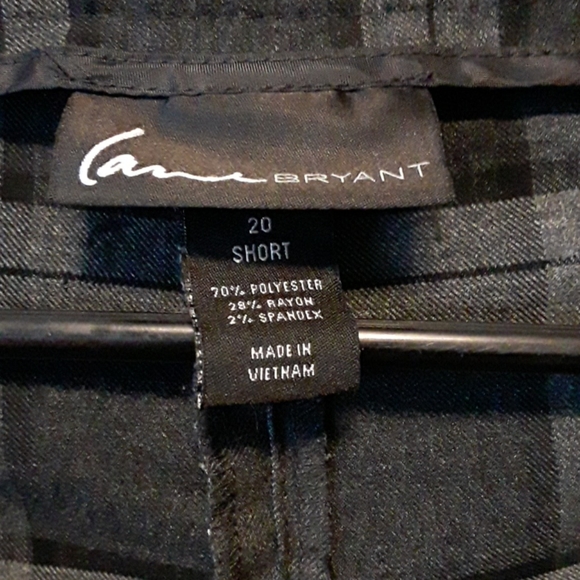 Lane BRYANT
20
SHORT
70% POLYESTER
28% RAYON
2% SPANDEX
MADE IN
VIETNAM